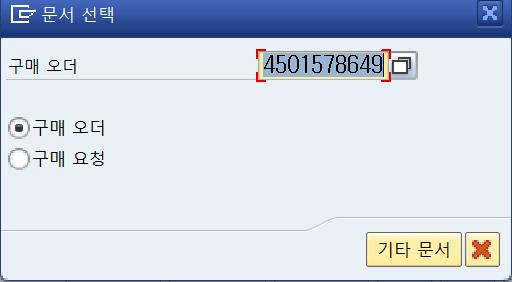 문서 선택
구매 오더 4501578649
구매 오더
구매 요청
기타 문서